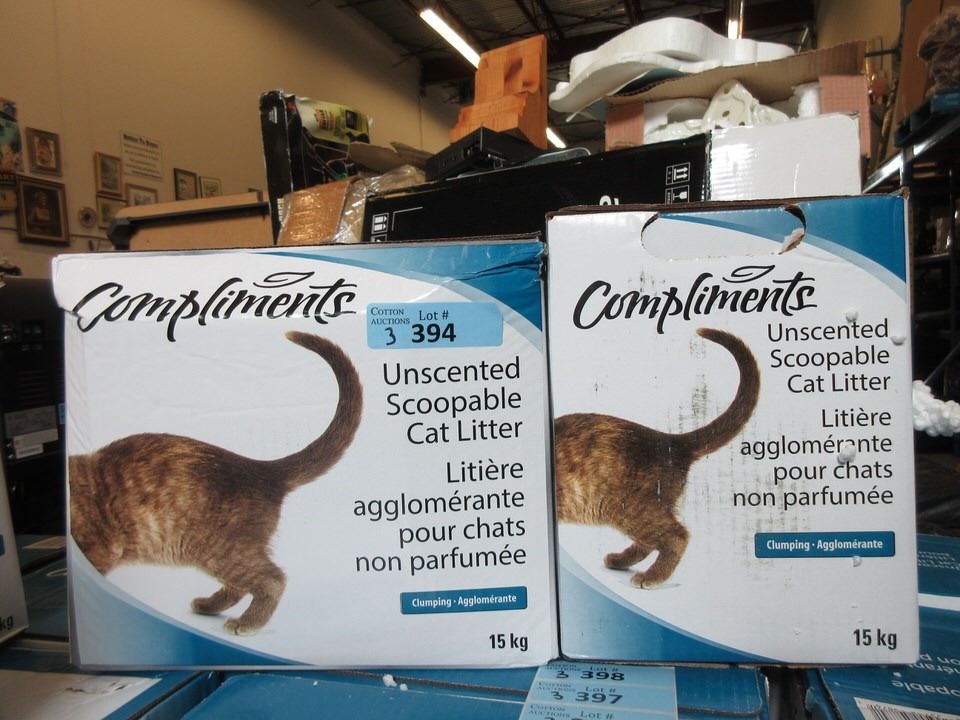 Compliments
COTTON
AUCTIONS
Lot #
3 394
Unscented
Scoopable
Cat Litter
Litière
agglomérante
pour chats
non parfumée
Clumping · Agglomérante
15 kg
Compliments
Unscented
Scoopable
Cat Litter
Litière
agglomérante
pour chats
non parfumée
Clumping · Agglomérante
15 kg
kg
Lot #
3 398
COTTON
AUCTIONS
Lot #
3 397
COTTON
AUCTIONS
Lot #